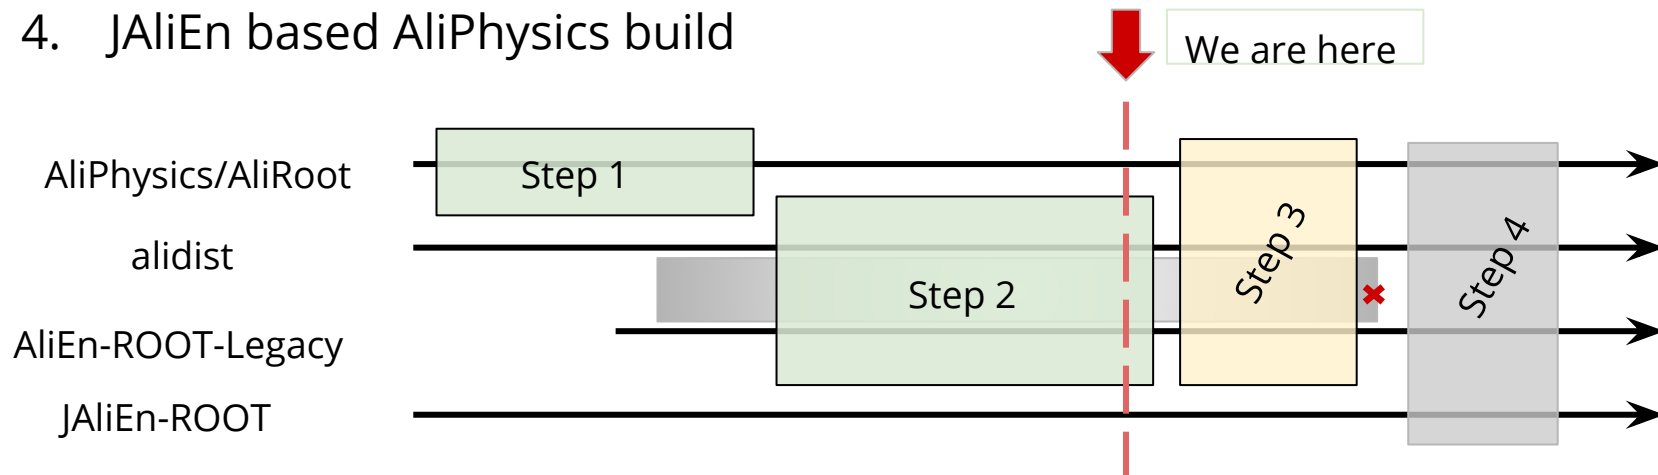 4. JAliEn based AliPhysics build
We are here
AliPhysics/AliRoot
Step 1
alidist
Step 2
Step 3
Step 4
AliEn-ROOT-Legacy
JAliEn-ROOT